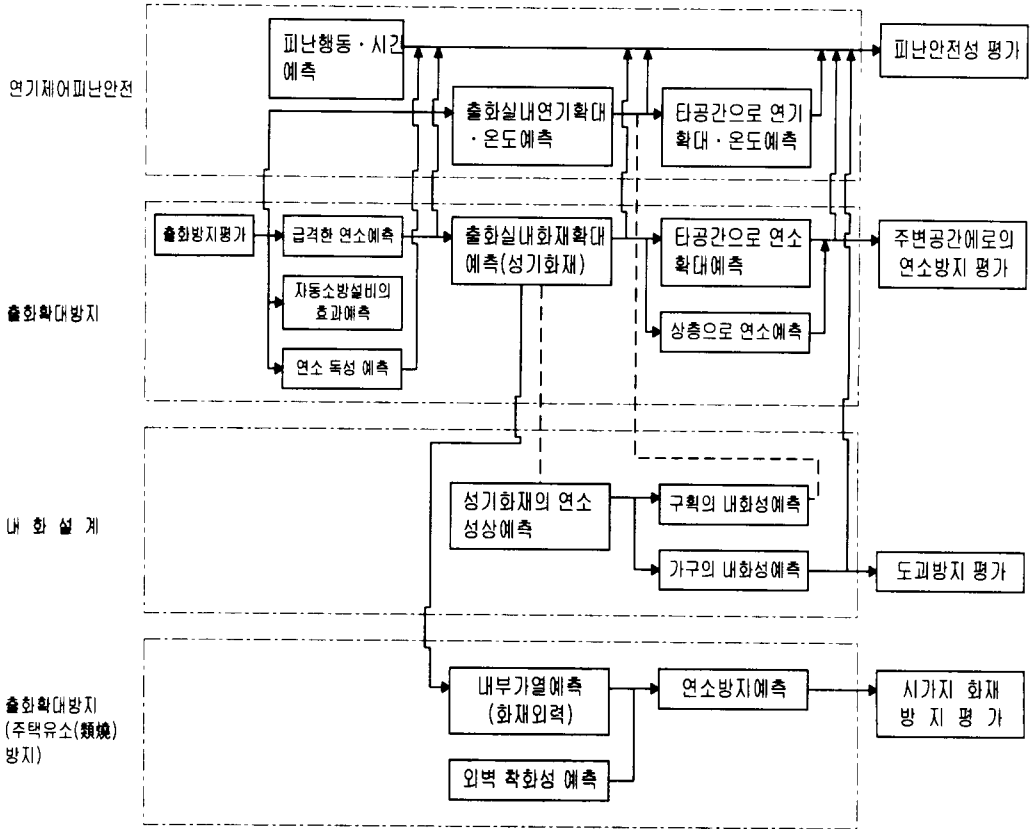 피난행동·시간
예측
피난안전성 평가
연기제어피난안전
출화실내연기확대
·온도예측
타공간으로 연기
확대·온도예측
출화방지평가
급격한 연소예측
출화실내화재확대
예측(성기화재)
타공간으로 연소
확대예측
주변공간에로의
연소방지 평가
자동소방설비의
효과예측
출화확대방지
상층으로 연소예측
연소 독성 예측
성기화재의 연소
성상예측
구획의 내화성예측
내 화 설 계
가구의 내화성예측
도괴방지 평가
출화확대방지
(주택유소(類燒)
방지)
내부가열예측
(화재외력)
연소방지예측
시가지 화재
방 지 평 가
외벽 착화성 예측